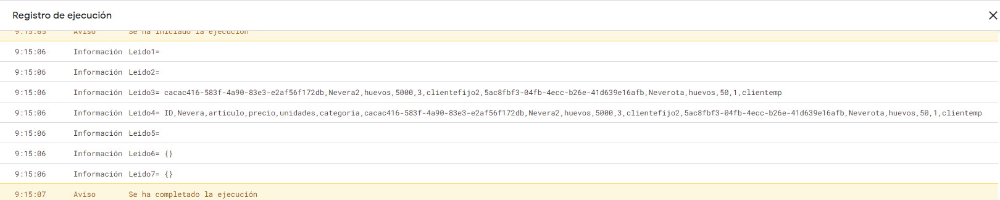 Registro de ejecución
9:15:05 Aviso Se ha iniciado la ejecución
9:15:06 Información Leido1=
9:15:06 Información Leido2=
9:15:06 Información Leido3= cacac416-583f-4a90-83e3-e2af56f172db,Nevera2,huevos,5000,3,clientefijo2,5ac8fbf3-04fb-4ecc-b26e-41d639e16afb,Neverota,huevos,50,1,clientemp
9:15:06 Información Leido4= ID,Nevera,articulo,precio,unidades,categoria,cacac416-583f-4a90-83e3-e2af56f172db,Nevera2,huevos,5000,3,clientefijo2,5ac8fbf3-04fb-4ecc-b26e-41d639e16afb,Neverota,huevos,50,1,clientemp
9:15:06 Información Leido5=
9:15:06 Información Leido6= {}
9:15:06 Información Leido7= {}
9:15:07 Aviso Se ha completado la ejecución